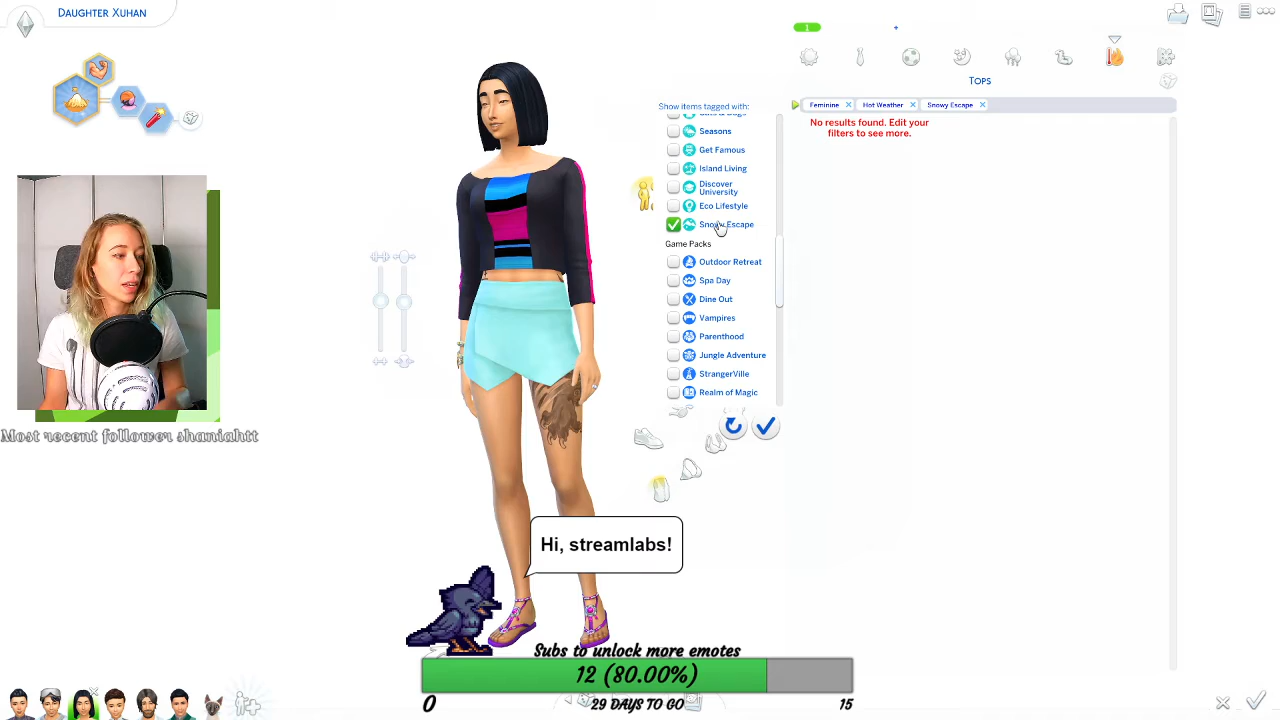 Daughter Xuhan
1
+
TOPS
Show items tagged with:
Feminine
Hot Weather
Snowy Escape
No results found. Edit your
filters to see more.
Seasons
Get Famous
Island Living
Discover
University
Eco Lifestyle
Snowy Escape
Game Packs
Outdoor Retreat
Spa Day
Dine Out
Vampires
Parenthood
Jungle Adventure
StrangerVille
Realm of Magic
Most recent follower shaniahtt
Hi, streamlabs!
Subs to unlock more emotes
12 (80.00%)
0
29 DAYS TO GO
15